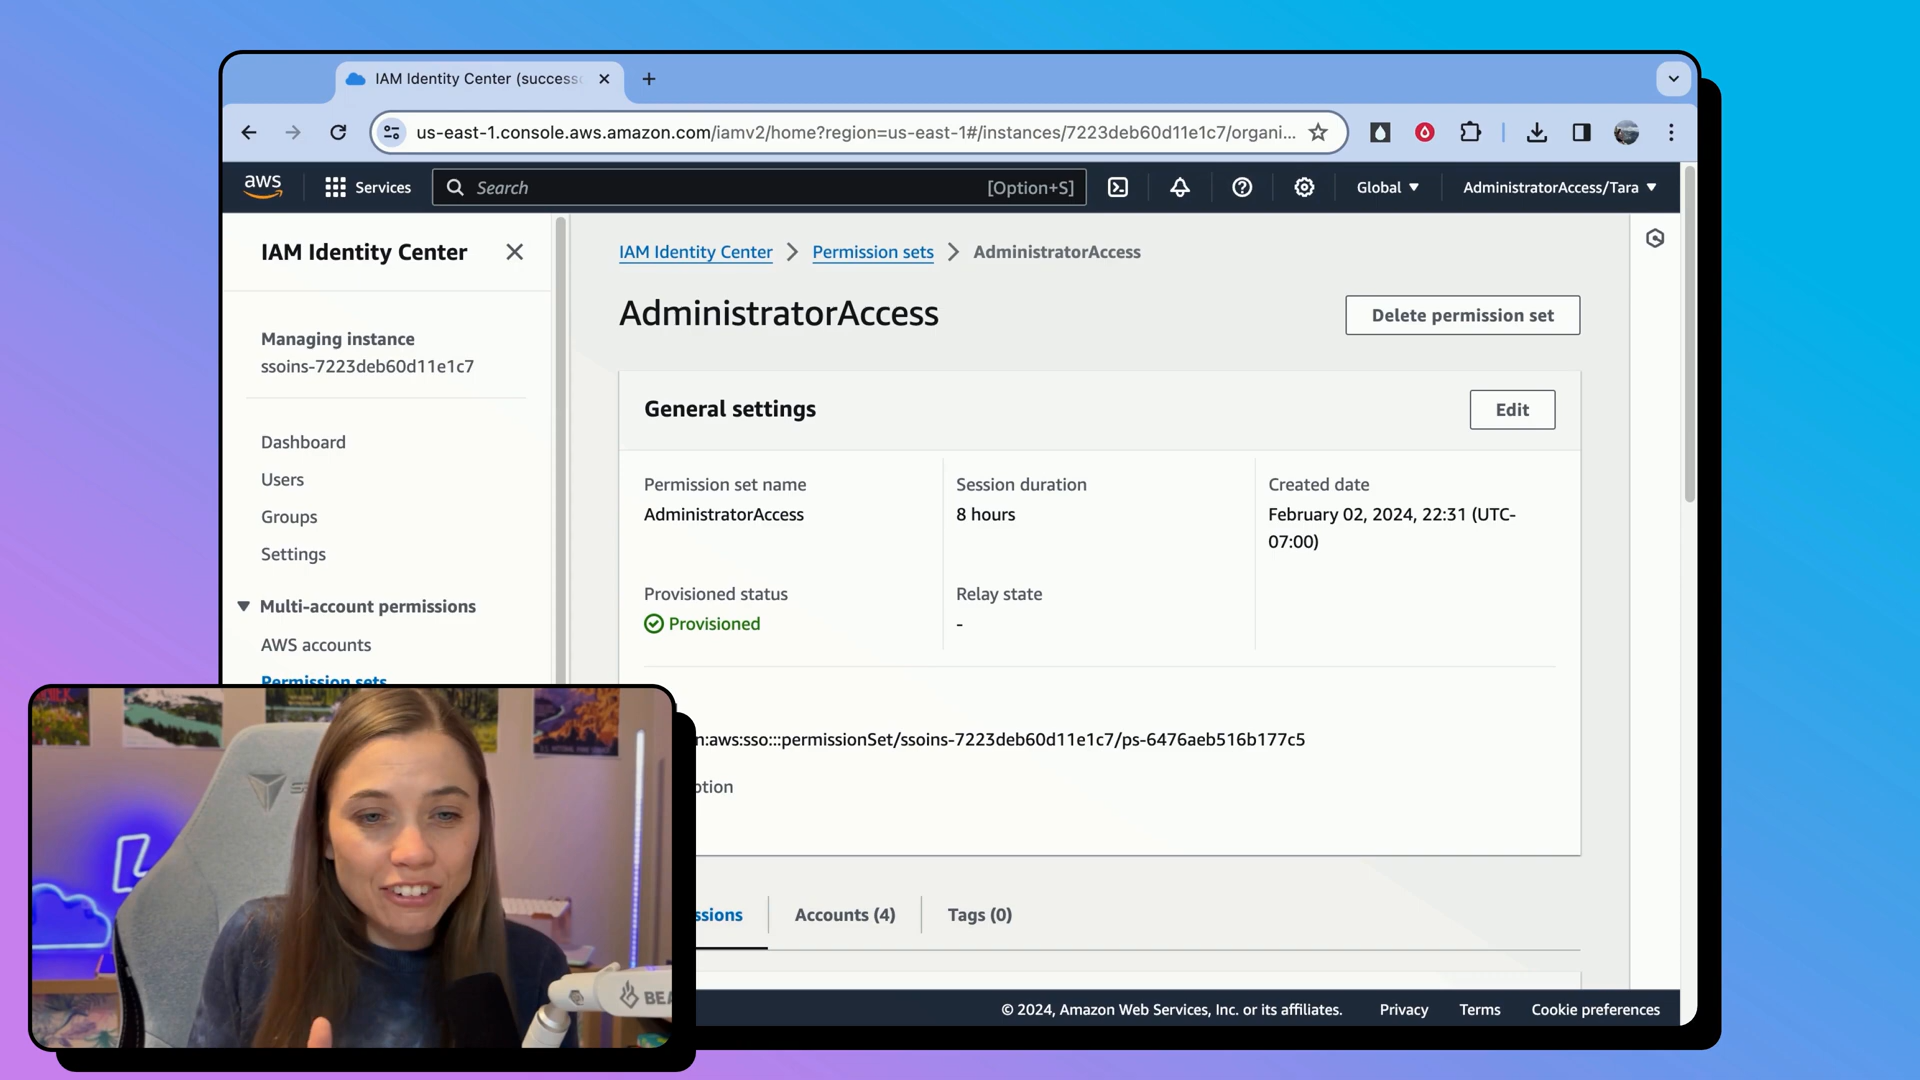 IAM Identity Center (success
us-east-1.console.aws.amazon.com/iamv2/home?region=us-east-1#/instances/7223deb60d11e1c7/organi...
aws
Services
Search
[Option+S]
Global
AdministratorAccess/Tara
IAM Identity Center
Managing instance
ssoins-7223deb60d11e1c7
Dashboard
Users
Groups
Settings
Multi-account permissions
AWS accounts
Permission sets
IAM Identity Center > Permission sets > AdministratorAccess
AdministratorAccess
Delete permission set
General settings
Edit
Permission set name
AdministratorAccess
Session duration
8 hours
Created date
February 02, 2024, 22:31 (UTC-
07:00)
Provisioned status
Provisioned
Relay state
-
n:aws:sso:::permissionSet/ssoins-7223deb60d11e1c7/ps-6476aeb516b177c5
ption
ssions
Accounts (4)
Tags (0)
© 2024, Amazon Web Services, Inc. or its affiliates.
Privacy
Terms
Cookie preferences
BEA